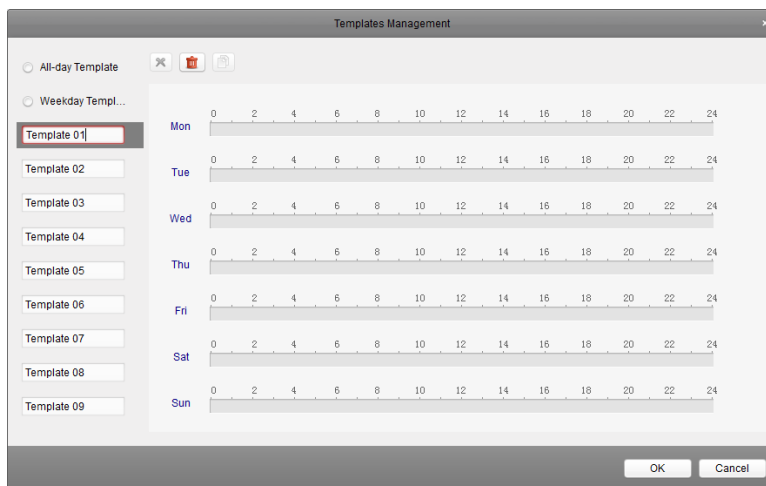 Templates Management
All-day Template
Weekday Templ...
Template 01
Template 02
Template 03
Template 04
Template 05
Template 06
Template 07
Template 08
Template 09
0 2 4 6 8 10 12 14 16 18 20 22 24
Mon
0 2 4 6 8 10 12 14 16 18 20 22 24
Tue
0 2 4 6 8 10 12 14 16 18 20 22 24
Wed
0 2 4 6 8 10 12 14 16 18 20 22 24
Thu
0 2 4 6 8 10 12 14 16 18 20 22 24
Fri
0 2 4 6 8 10 12 14 16 18 20 22 24
Sat
0 2 4 6 8 10 12 14 16 18 20 22 24
Sun
OK Cancel